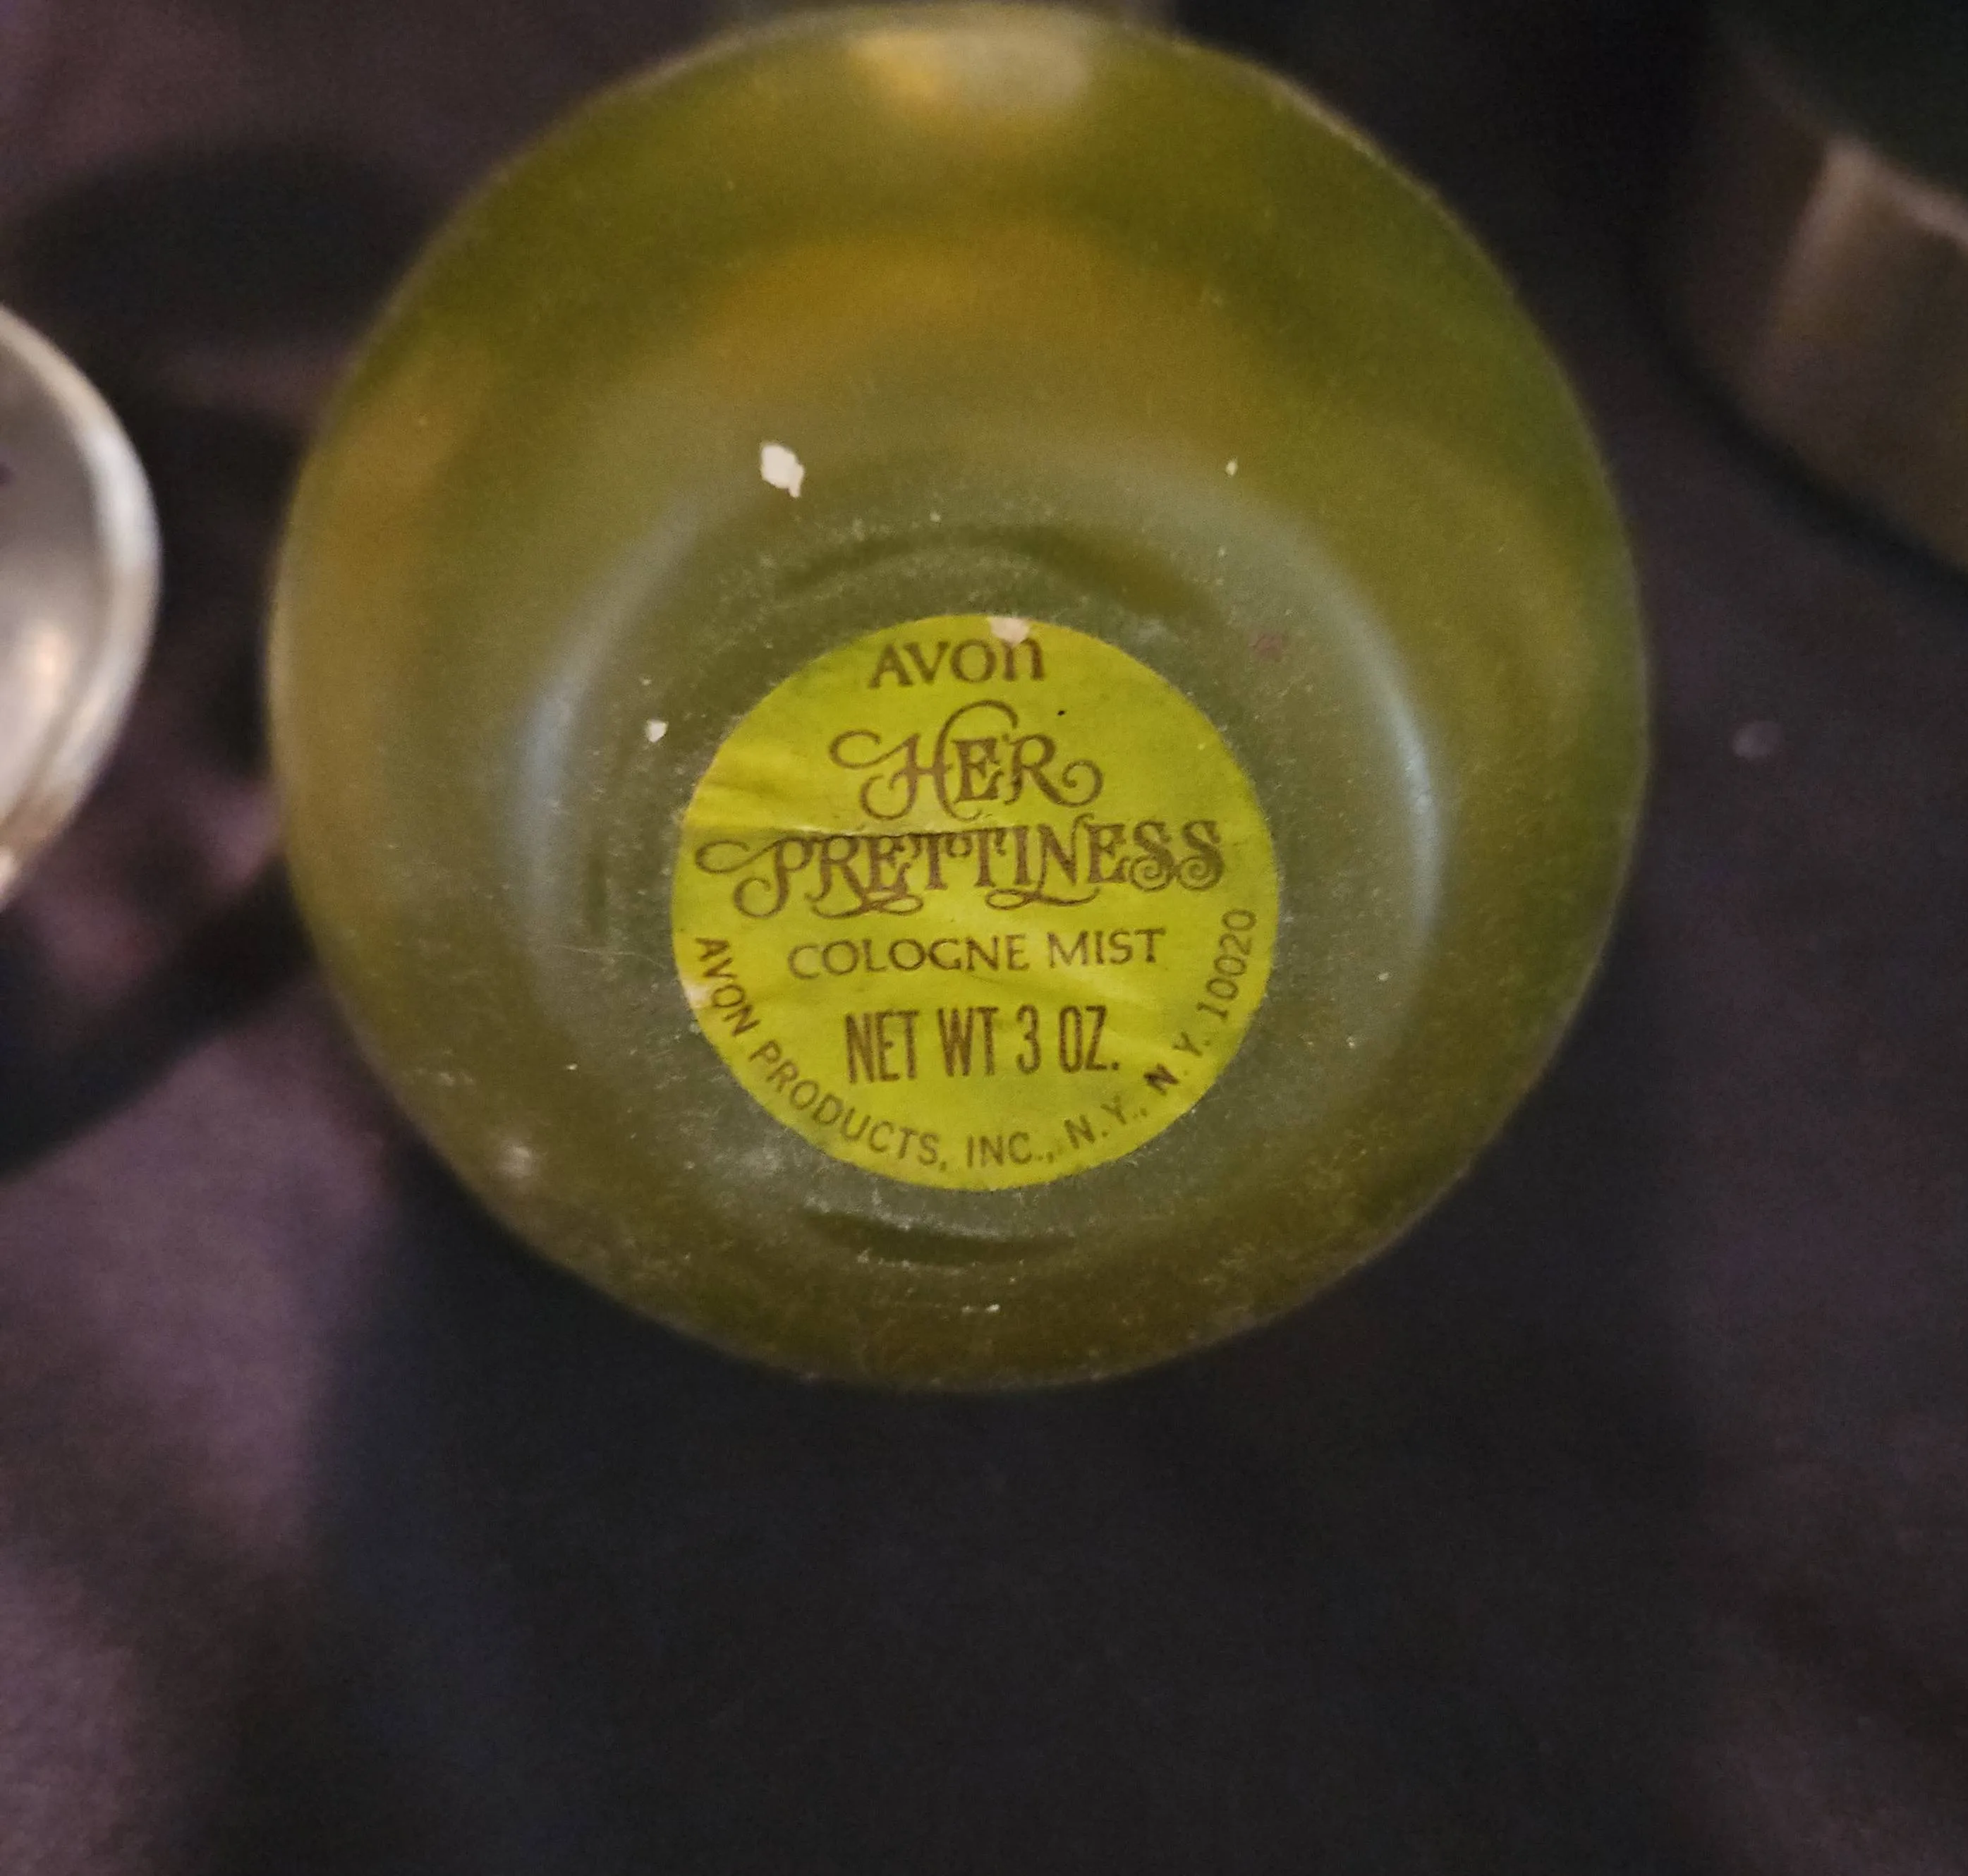 AVON
HER
PRETTINESS
COLOGNE MIST
NET WT 3 OZ.
AVON PRODUCTS, INC., N.Y., N.Y. 10020